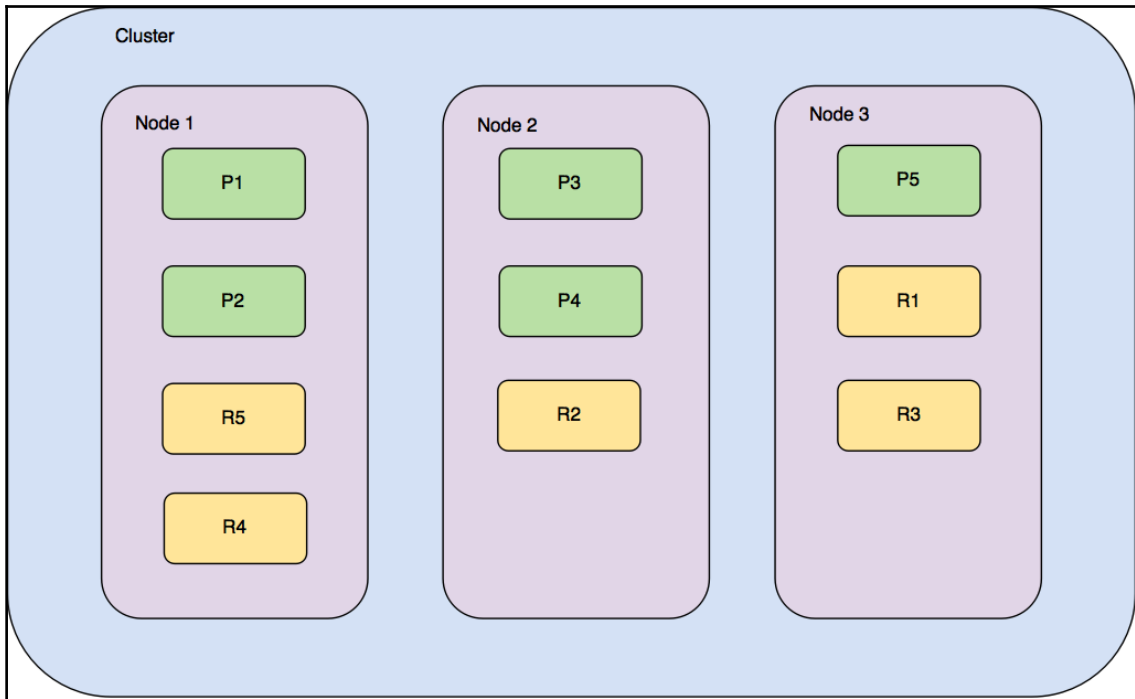 Cluster
Node 1
P1
P2
R5
R4
Node 2
P3
P4
R2
Node 3
P5
R1
R3